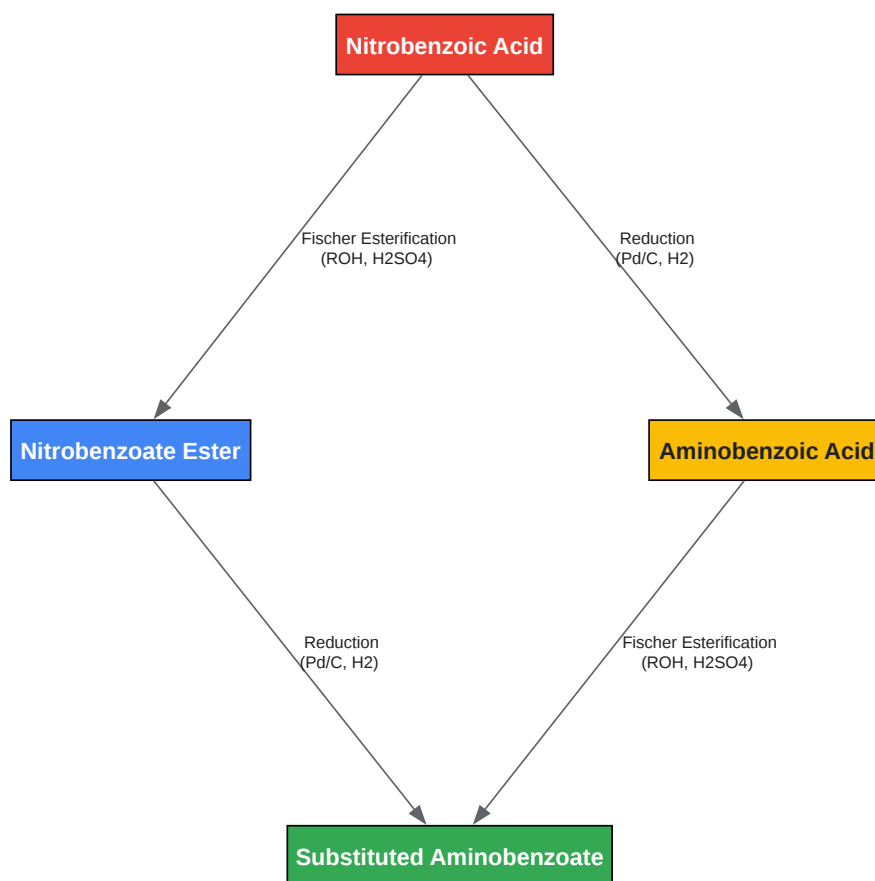 Nitrobenzoic Acid
Fischer Esterification
(ROH, H2SO4)
Reduction
(Pd/C, H2)
Nitrobenzoate Ester
Aminobenzoic Acid
Reduction
(Pd/C, H2)
Fischer Esterification
(ROH, H2SO4)
Substituted Aminobenzoate